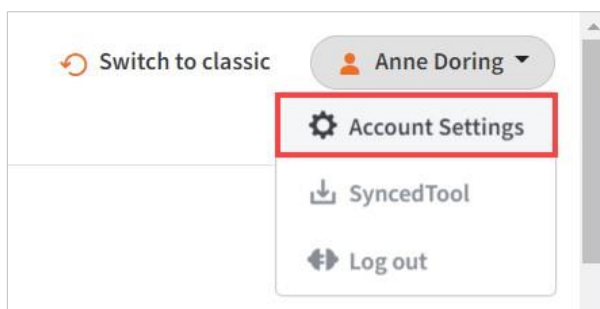 Switch to classic
Anne Doring
Account Settings
SyncedTool
Log out